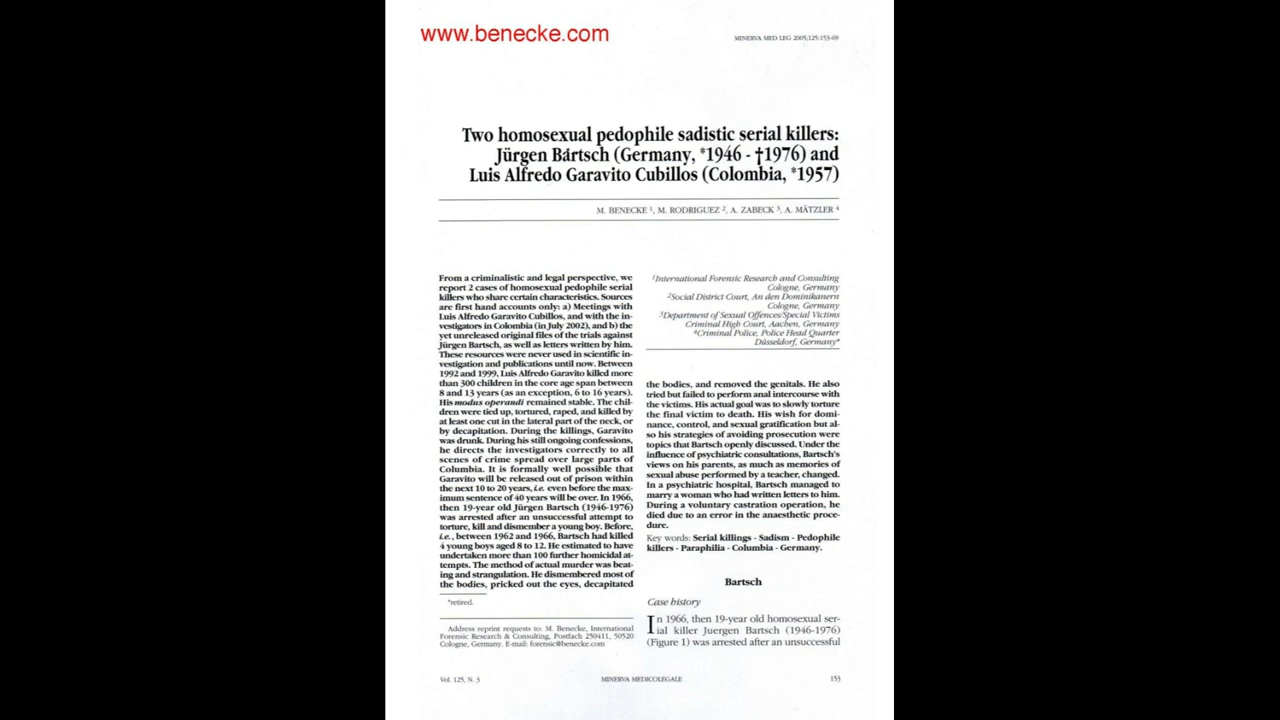 www.benecke.com
MINERVA MED LEG 2005;125:153-69
Two homosexual pedophile sadistic serial killers:
Jürgen Bartsch (Germany, *1946 - †1976) and
Luis Alfredo Garavito Cubillos (Colombia, *1957)
M. BENECKE 1, M. RODRIGUEZ 2, A. ZABECK 3, A. MÄTZLER 4
From a criminalistic and legal perspective, we
report 2 cases of homosexual pedophile serial
killers who share certain characteristics. Sources
are first hand accounts only: a) Meetings with
Luis Alfredo Garavito Cubillos, and with the in-
vestigators in Colombia (in July 2002), and b) the
yet unreleased original files of the trials against
Jürgen Bartsch, as well as letters written by him.
These resources were never used in scientific in-
vestigation and publications until now. Between
1992 and 1999, Luis Alfredo Garavito killed more
than 300 children in the core age span between
8 and 13 years (as an exception, 6 to 16 years).
His modus operandi remained stable. The chil-
dren were tied up, tortured, raped, and killed by
at least one cut in the lateral part of the neck, or
by decapitation. During the killings, Garavito
was drunk. During his still ongoing confessions,
he directs the investigators correctly to all
scenes of crime spread over large parts of
Columbia. It is formally well possible that
Garavito will be released out of prison within
the next 10 to 20 years, i.e. even before the max-
imum sentence of 40 years will be over. In 1966,
then 19-year old Jürgen Bartsch (1946-1976)
was arrested after an unsuccessful attempt to
torture, kill and dismember a young boy. Before,
i.e., between 1962 and 1966, Bartsch had killed
4 young boys aged 8 to 12. He estimated to have
undertaken more than 100 further homicidal at-
tempts. The method of actual murder was beat-
ing and strangulation. He dismembered most of
the bodies, pricked out the eyes, decapitated
*retired.
Address reprint requests to: M. Benecke, International
Forensic Research & Consulting, Postfach 250411, 50520
Cologne, Germany. E-mail: forensic@benecke.com
1International Forensic Research and Consulting
Cologne, Germany
2Social District Court, An den Dominikanern
Cologne, Germany
3Department of Sexual Offences/Special Victims
Criminal High Court, Aachen, Germany
4Criminal Police, Police Head Quarter
Düsseldorf, Germany*
the bodies, and removed the genitals. He also
tried but failed to perform anal intercourse with
the victims. His actual goal was to slowly torture
the final victim to death. His wish for domi-
nance, control, and sexual gratification but al-
so his strategies of avoiding prosecution were
topics that Bartsch openly discussed. Under the
influence of psychiatric consultations, Bartsch's
views on his parents, as much as memories of
sexual abuse performed by a teacher, changed.
In a psychiatric hospital, Bartsch managed to
marry a woman who had written letters to him.
During a voluntary castration operation, he
died due to an error in the anaesthetic proce-
dure.
Key words: Serial killings - Sadism - Pedophile
killers - Paraphilia - Columbia - Germany.
Bartsch
Case history
In 1966, then 19-year old homosexual ser-
ial killer Juergen Bartsch (1946-1976)
(Figure 1) was arrested after an unsuccessful
Vol. 125, N. 3
MINERVA MEDICOLEGALE
153